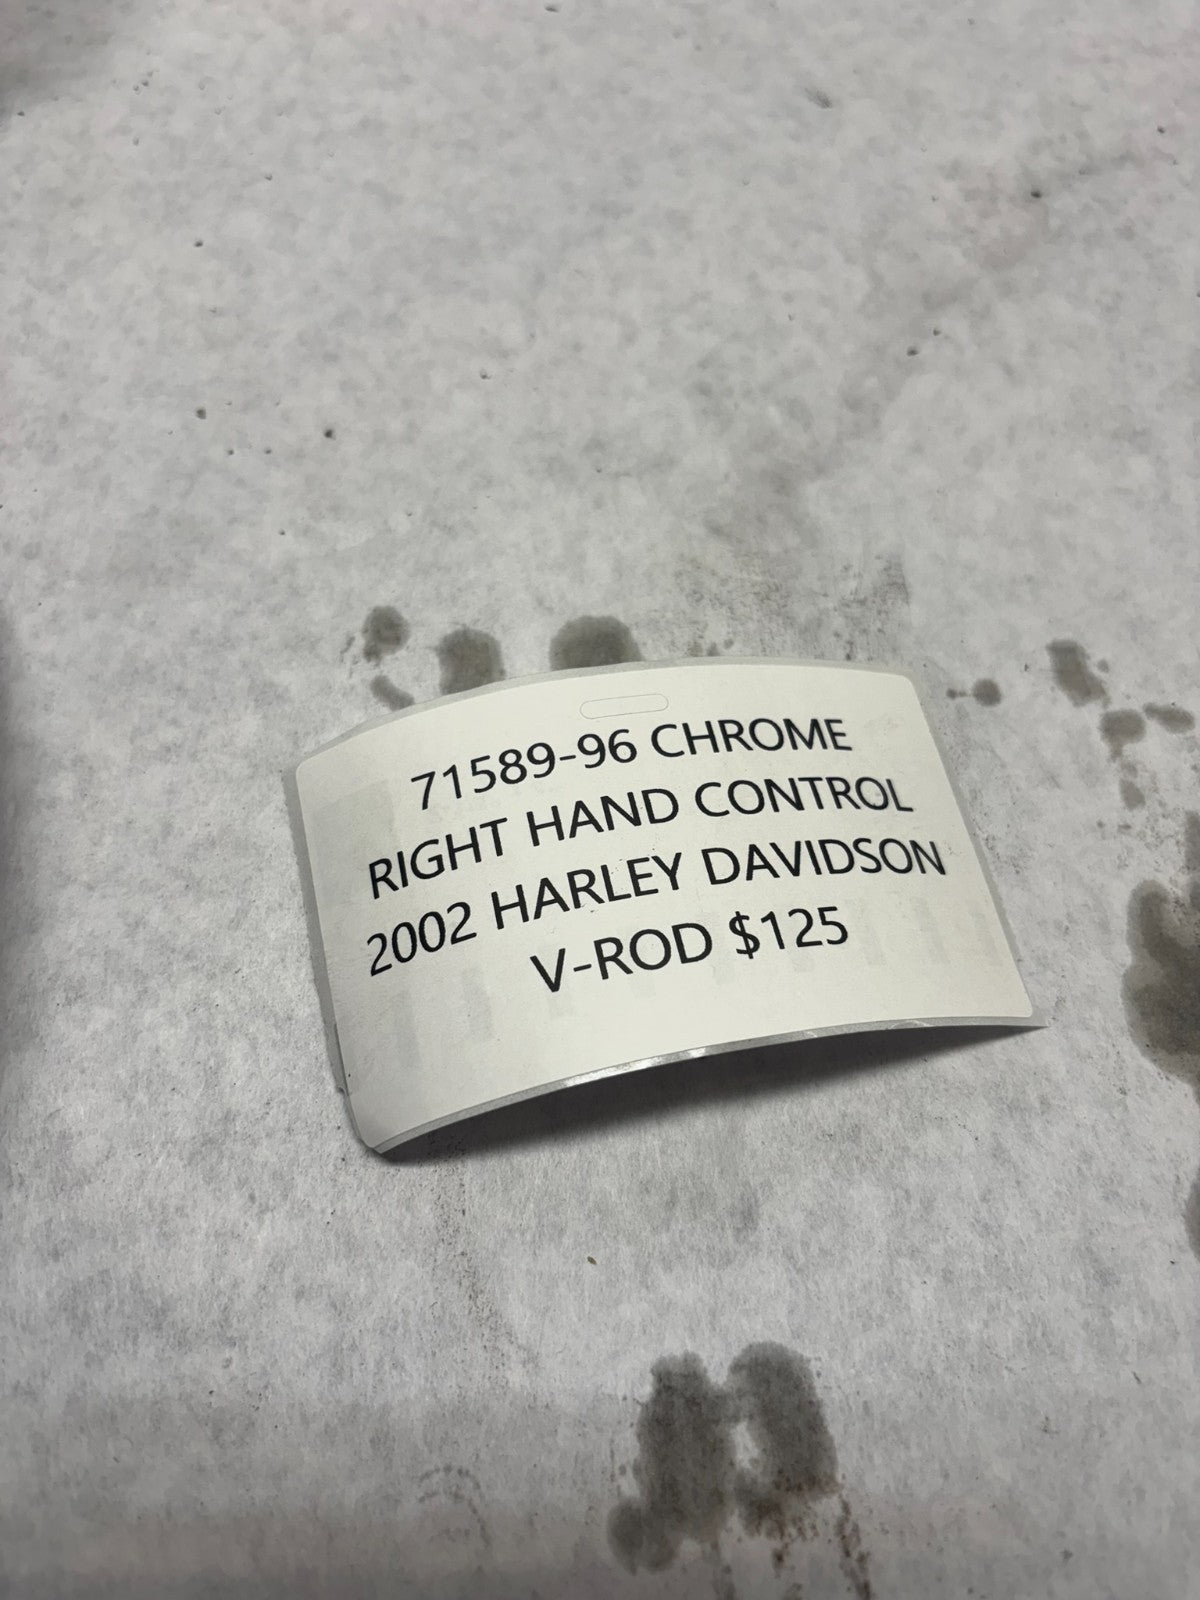 71589-96 CHROME
RIGHT HAND CONTROL
2002 HARLEY DAVIDSON
V-ROD $125